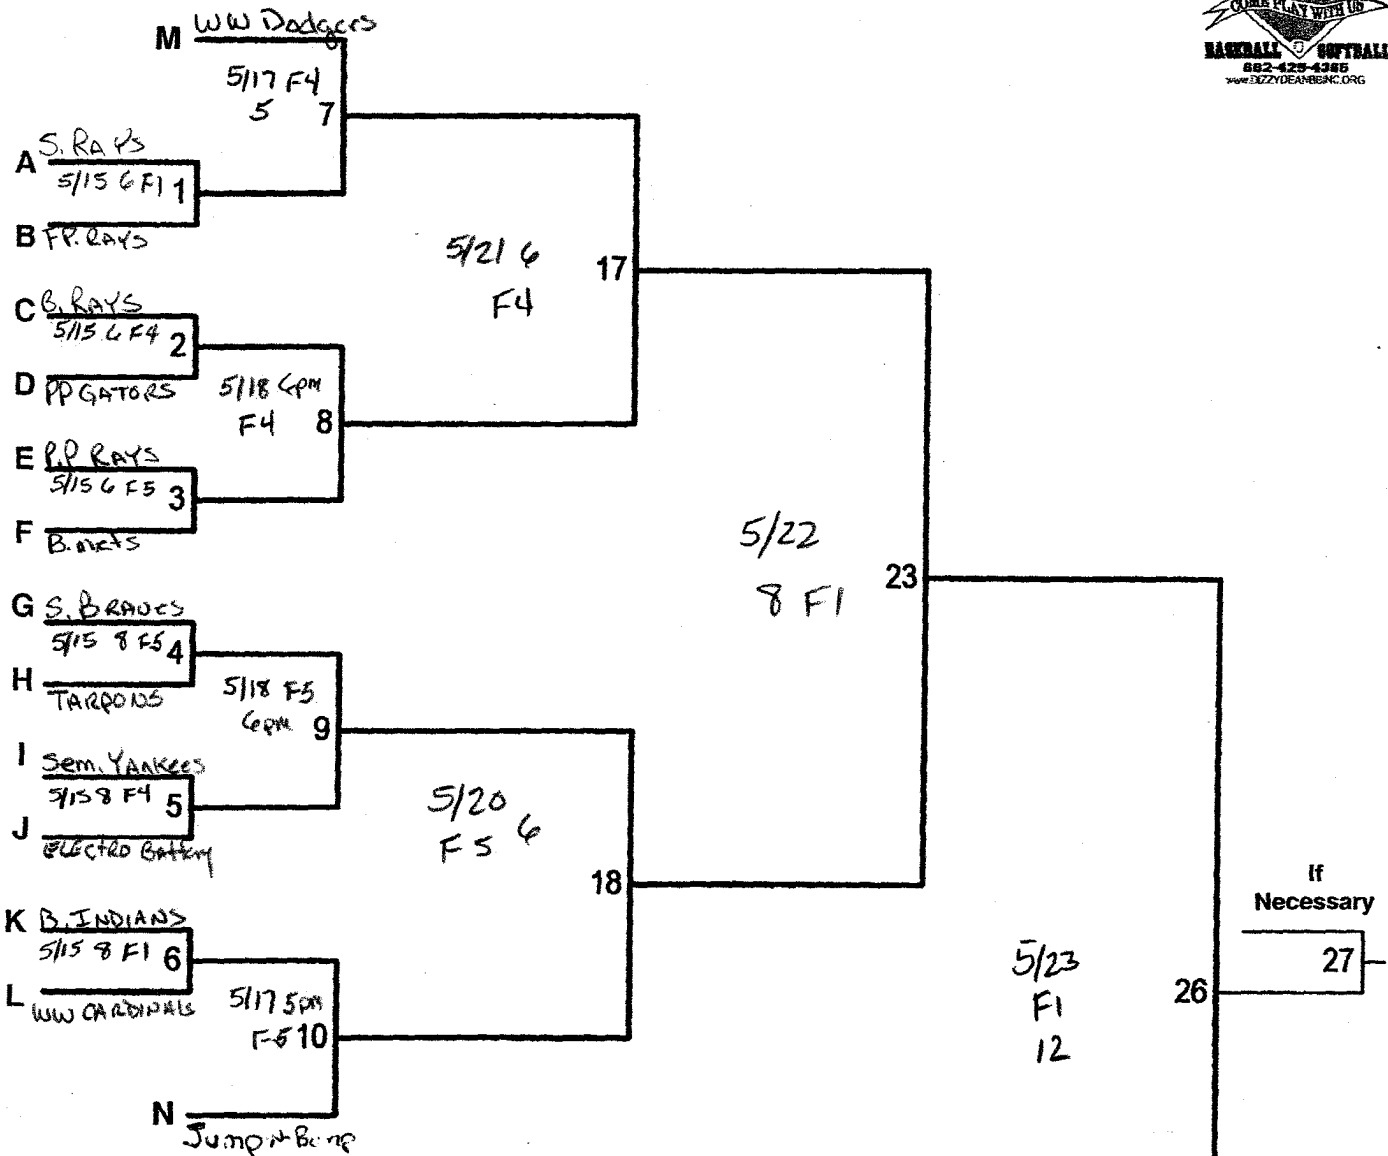 COME PLAY WITH US
BASEBALL SOFTBALL
662-429-4365
www.DIZZYDEANBBINC.ORG
M WW Dodgers
5/17 F4
5 7
A S. RAYS
5/15 6 F1 1
B FP. RAYS
C B. RAYS
5/15 6 F4 2
D PP GATORS
5/18 6pm
F4 8
E P.P RAYS
5/15 6 F5 3
F B. mets
5/21 6
F4
17
G S. BRAVES
5/15 8 F5 4
H TARPONS
5/18 F5
6pm 9
I Sem. YANKEES
5/15 8 F4 5
J ELECTRO Battery
5/20
F5 6
18
K B. INDIANS
5/15 8 F1 6
L WW CARDINALS
5/17 5pm
F5 10
N Jump N Bump
5/22
8 F1
23
5/23
F1
12
26
If
Necessary
27